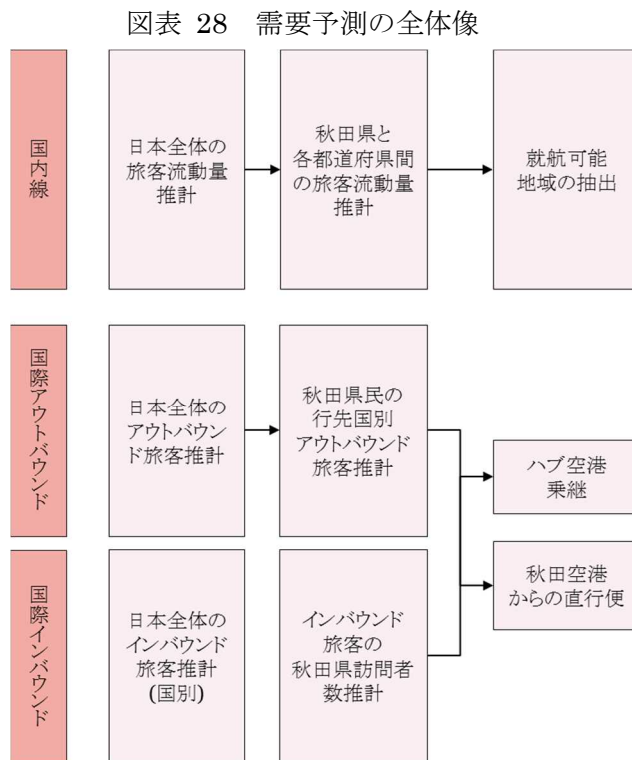 図表 28 需要予測の全体像
国内線
日本全体の
旅客流動量
推計
秋田県と
各都道府県間
の旅客流動量
推計
就航可能
地域の抽出
国際アウトバウンド
日本全体の
アウトバウン
ド旅客推計
秋田県民の
行先国別
アウトバウンド
旅客推計
ハブ空港
乗継
秋田空港
からの直行便
国際インバウンド
日本全体の
インバウンド
旅客推計
(国別)
インバウンド
旅客の
秋田県訪問者
数推計